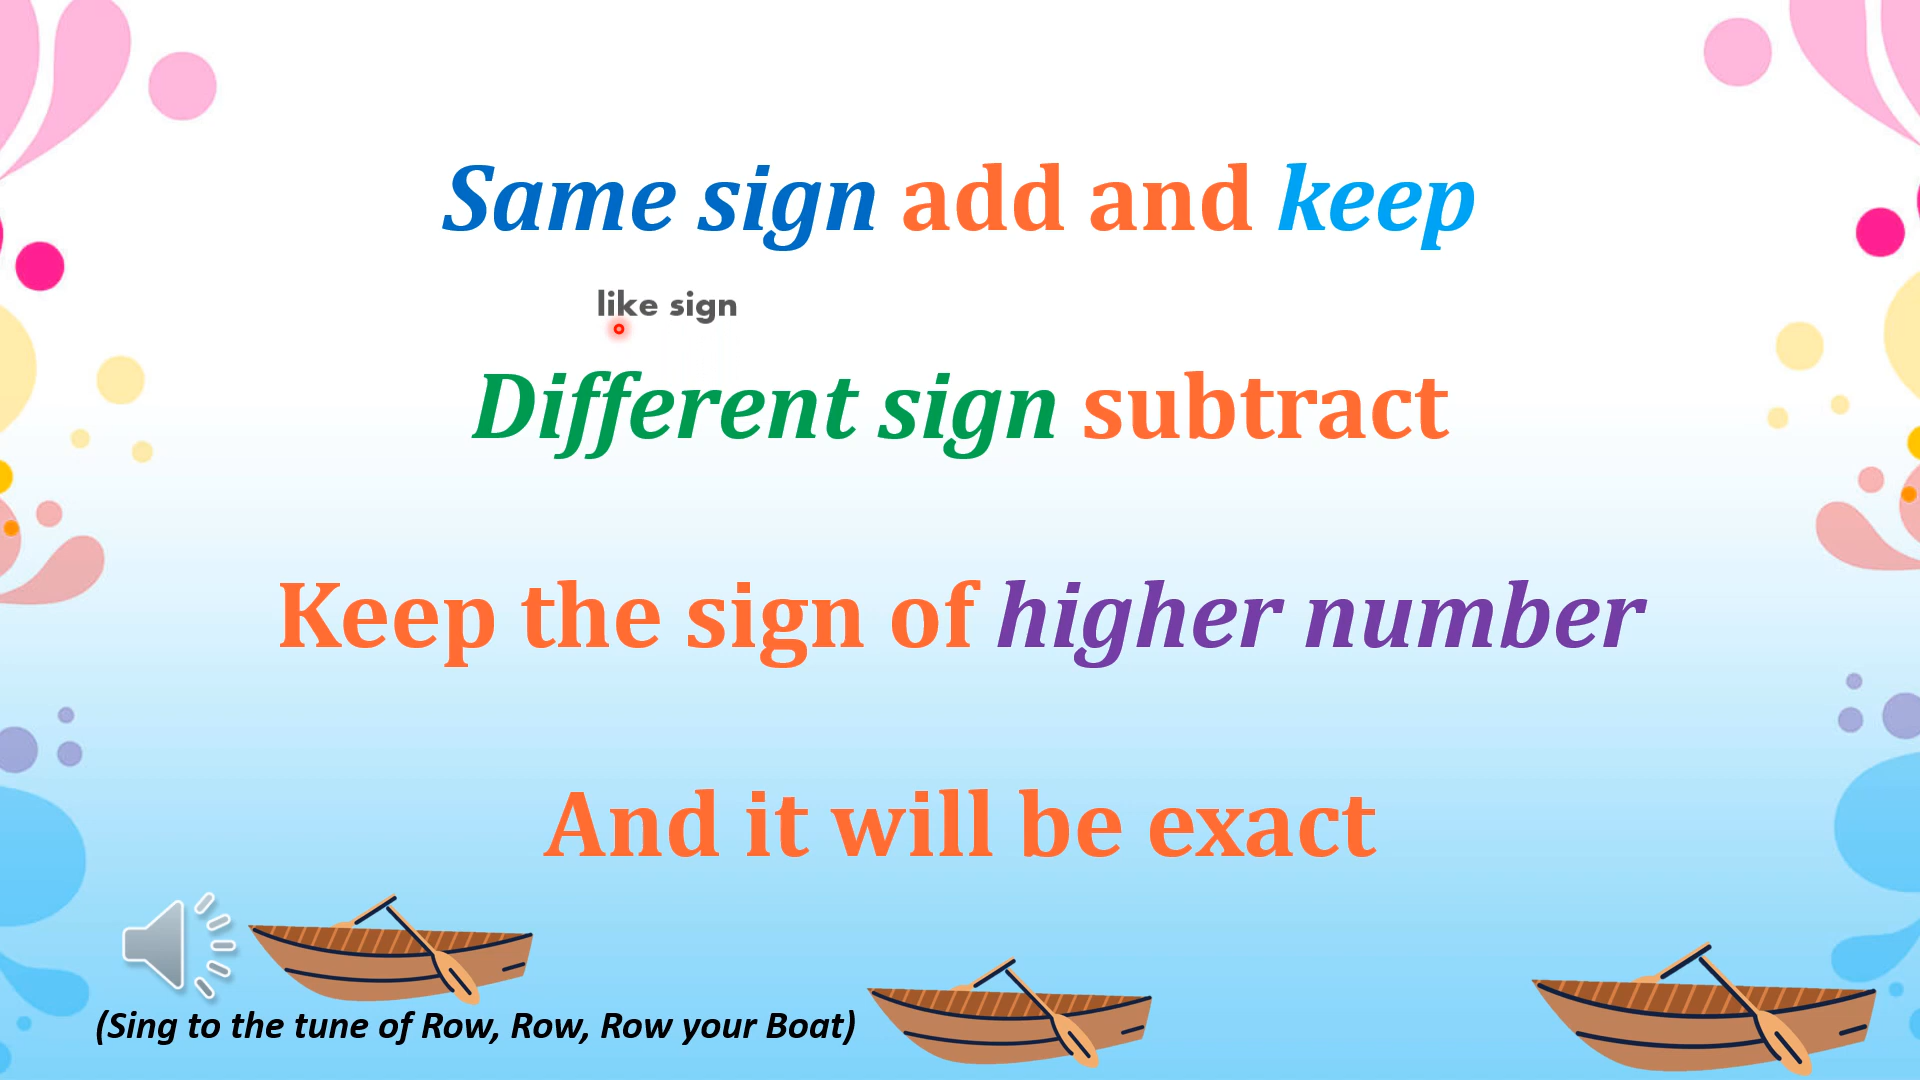 Same sign add and keep
like sign
Different sign subtract
Keep the sign of higher number
And it will be exact
(Sing to the tune of Row, Row, Row your Boat)